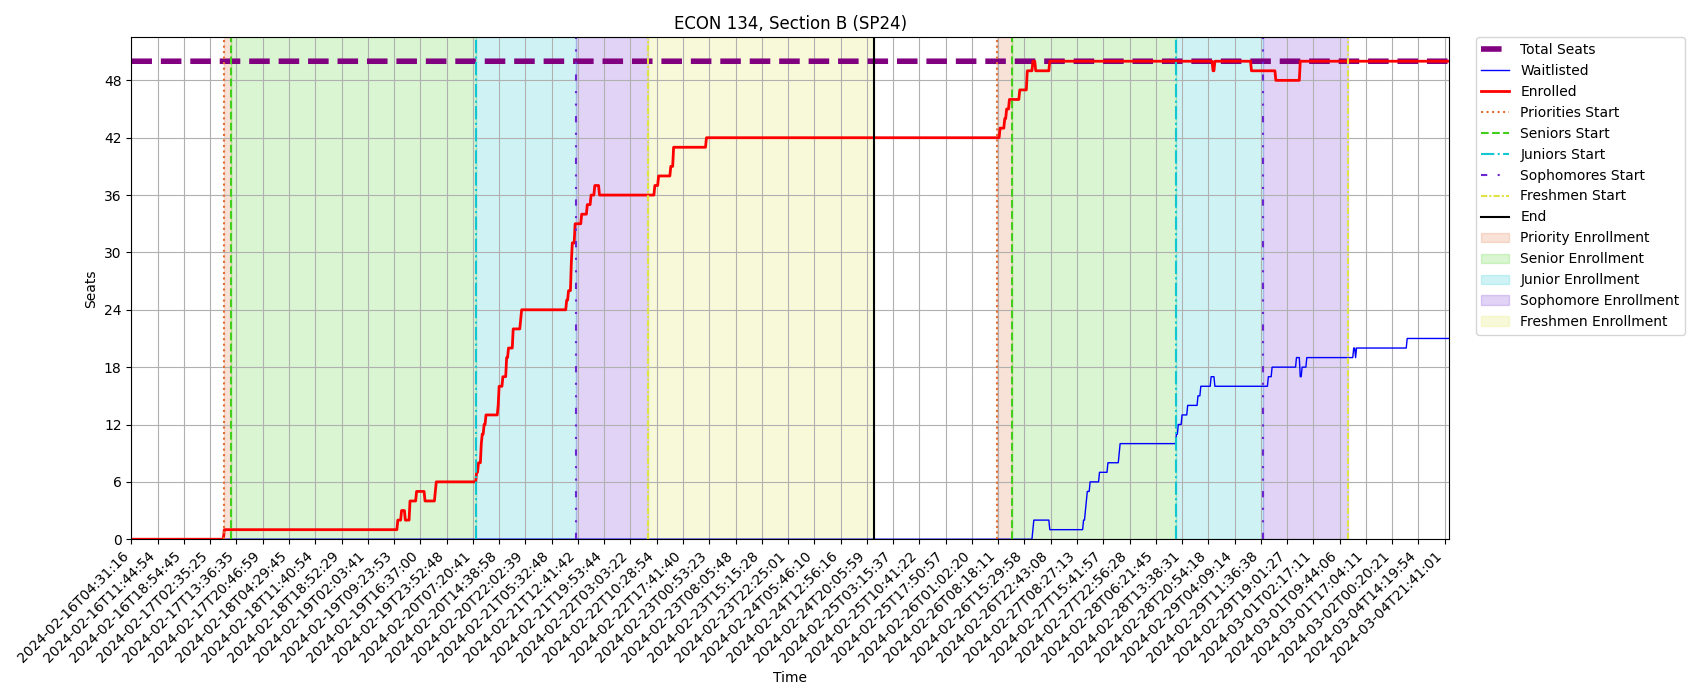 ECON 134, Section B (SP24)
Total Seats
Waitlisted
Enrolled
Priorities Start
Seniors Start
Juniors Start
Sophomores Start
Freshmen Start
End
Priority Enrollment
Senior Enrollment
Junior Enrollment
Sophomore Enrollment
Freshmen Enrollment
Seats
48
42
36
30
24
18
12
6
0
2024-02-16T04:31:16
2024-02-16T11:44:54
2024-02-16T18:54:45
2024-02-17T02:35:25
2024-02-17T13:36:35
2024-02-17T20:46:59
2024-02-18T04:29:45
2024-02-18T11:40:54
2024-02-18T18:52:29
2024-02-19T02:03:41
2024-02-19T09:23:53
2024-02-19T16:37:00
2024-02-19T23:52:48
2024-02-20T07:20:41
2024-02-20T14:38:58
2024-02-20T22:02:39
2024-02-21T05:32:48
2024-02-21T12:41:42
2024-02-21T19:53:44
2024-02-22T03:03:22
2024-02-22T10:28:54
2024-02-22T17:41:40
2024-02-23T00:53:23
2024-02-23T08:05:48
2024-02-23T15:15:28
2024-02-23T22:25:01
2024-02-24T05:46:10
2024-02-24T12:56:16
2024-02-24T20:05:59
2024-02-25T03:15:37
2024-02-25T10:41:22
2024-02-25T17:50:57
2024-02-26T01:02:20
2024-02-26T08:18:11
2024-02-26T15:29:58
2024-02-26T22:43:08
2024-02-27T08:27:13
2024-02-27T15:41:57
2024-02-27T22:56:28
2024-02-28T06:21:45
2024-02-28T13:38:31
2024-02-28T20:54:18
2024-02-29T04:09:14
2024-02-29T11:36:38
2024-02-29T19:01:27
2024-03-01T02:17:11
2024-03-01T09:44:06
2024-03-01T17:04:11
2024-03-02T00:20:21
2024-03-04T14:19:54
2024-03-04T21:41:01
Time